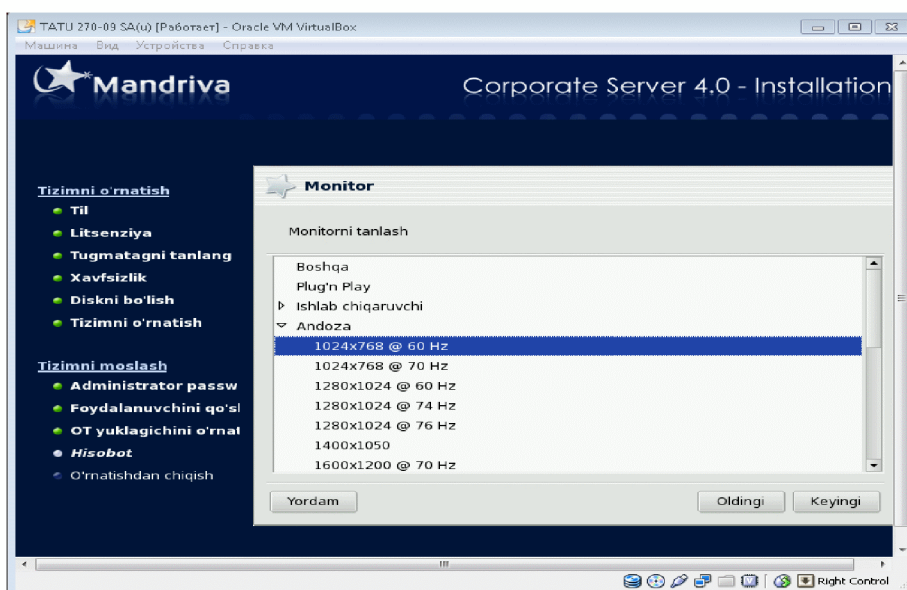 TATU 270-09 SA(u) [Работает] - Oracle VM VirtualBox
Машина Вид Устройства Справка
Mandriva
Corporate Server 4.0 - Installation
Tizimni o'rnatish
Til
Litsenziya
Tugmatagni tanlang
Xavfsizlik
Diskni bo'lish
Tizimni o'rnatish
Tizimni moslash
Administrator passw
Foydalanuvchini qo'sl
OT yuklagichini o'rnat
Hisobot
O'rnatishdan chiqish
Monitor
Monitorni tanlash
Boshqa
Plug'n Play
Ishlab chiqaruvchi
Andoza
1024x768 @ 60 Hz
1024x768 @ 70 Hz
1280x1024 @ 60 Hz
1280x1024 @ 74 Hz
1280x1024 @ 76 Hz
1400x1050
1600x1200 @ 70 Hz
Yordam
Oldingi
Keyingi
Right Control